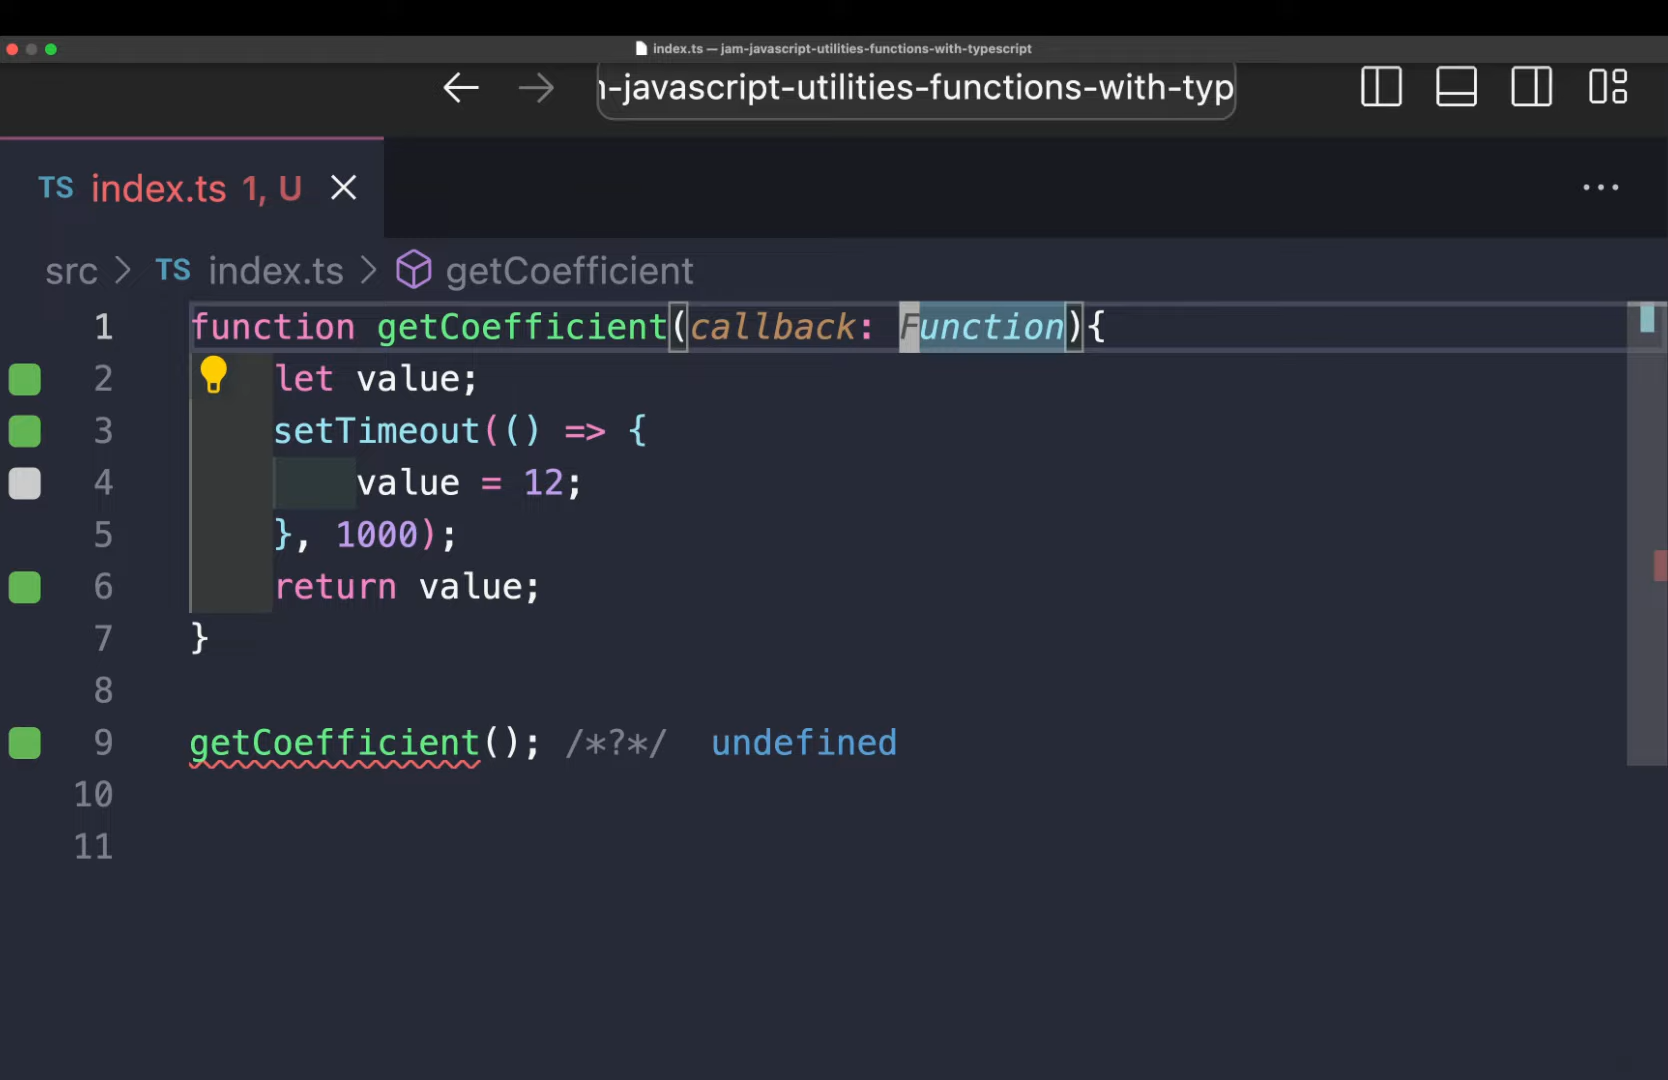 index.ts — jam-javascript-utilities-functions-with-typescript
-javascript-utilities-functions-with-typ
TS index.ts 1, U
src > TS index.ts > getCoefficient
1 function getCoefficient(callback: Function){
2 let value;
3 setTimeout(() => {
4 value = 12;
5 }, 1000);
6 return value;
7 }
8
9 getCoefficient(); /*?*/ undefined
10
11